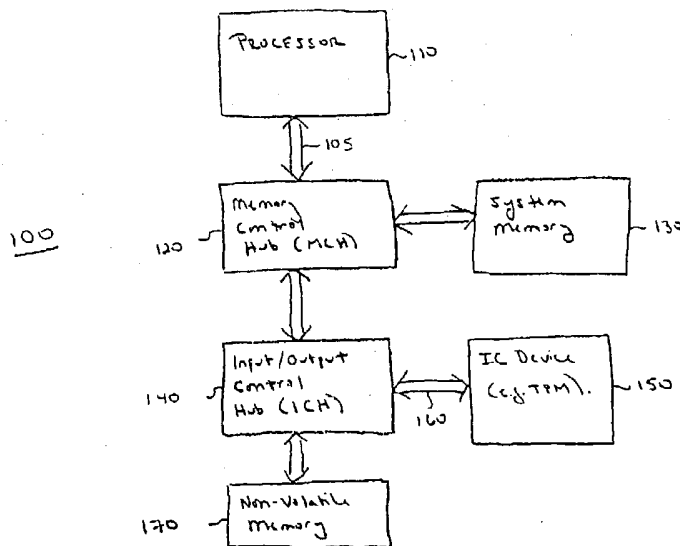 PROCESSOR
110
105
Memory
Control
Hub (MCH)
120
System
Memory
130
100
Input/Output
Control
Hub (ICH)
140
IC Device
(e.g. TPM).
150
160
Non-Volatile
Memory
170